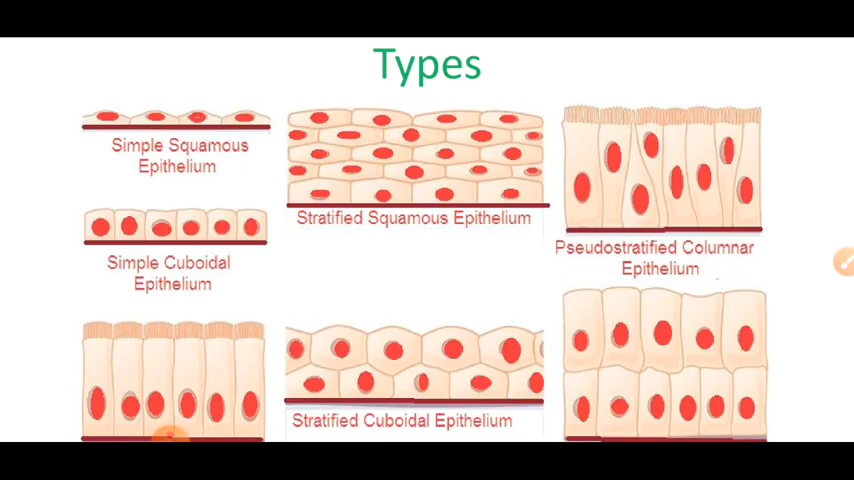 Types
Simple Squamous
Epithelium
Stratified Squamous Epithelium
Pseudostratified Columnar
Epithelium
Simple Cuboidal
Epithelium
Stratified Cuboidal Epithelium